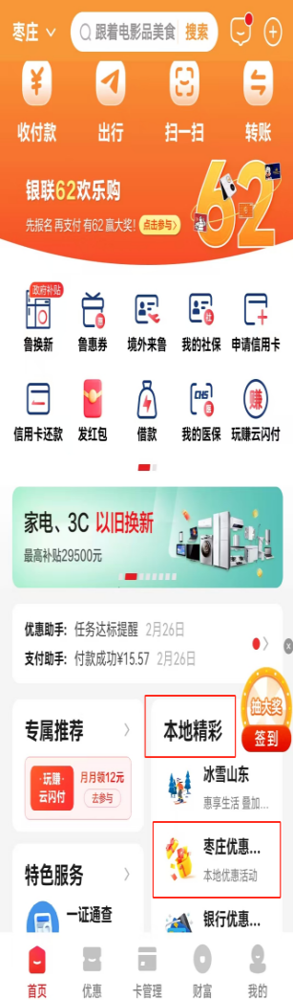 枣庄 跟着电影品美食 搜索
收付款 出行 扫一扫 转账
银联62欢乐购
先报名 再支付 有62赢大奖! 点击参与
62
政府补贴
鲁换新 鲁惠券 境外来鲁 我的社保 申请信用卡
信用卡还款 发红包 借款 我的医保 玩赚云闪付
家电、3C 以旧换新
最高补贴29500元
优惠助手: 任务达标提醒 2月26日
支付助手: 付款成功¥15.57 2月26日
抽大奖
签到
专属推荐
玩赚
云闪付
月月领12元
去参与
特色服务
一证通查
本地精彩
冰雪山东
惠享生活 叠加...
枣庄优惠...
本地优惠活动
银行优惠...
首页 优惠 卡管理 财富 我的